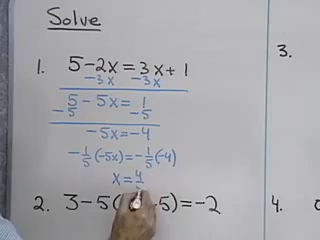 Solve
3.
1. 5-2x=3x+1
-3x -3x
5 - 5x = 1
-5 -5
-5x = -4
-1/5(-5x)=-1/5(-4)
x=4/
2. 3-5( -5)=-2
4.